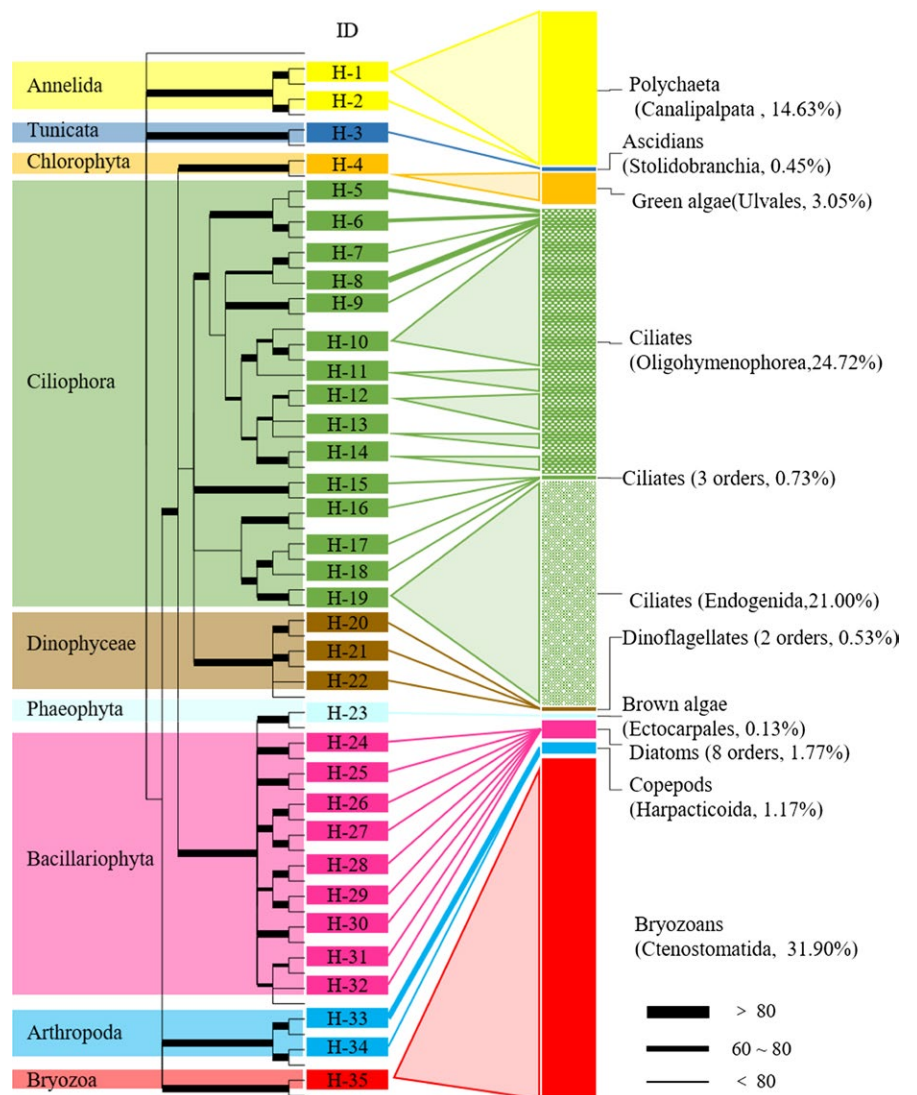 ID
Annelida
Tunicata
Chlorophyta
Ciliophora
Dinophyceae
Phaeophyta
Bacillariophyta
Arthropoda
Bryozoa
H-1
H-2
H-3
H-4
H-5
H-6
H-7
H-8
H-9
H-10
H-11
H-12
H-13
H-14
H-15
H-16
H-17
H-18
H-19
H-20
H-21
H-22
H-23
H-24
H-25
H-26
H-27
H-28
H-29
H-30
H-31
H-32
H-33
H-34
H-35
Polychaeta
(Canalipalpata , 14.63%)
Ascidians
(Stolidobranchia, 0.45%)
Green algae(Ulvales, 3.05%)
Ciliates
(Oligohymenophorea,24.72%)
Ciliates (3 orders, 0.73%)
Ciliates (Endogenida,21.00%)
Dinoflagellates (2 orders, 0.53%)
Brown algae
(Ectocarpales, 0.13%)
Diatoms (8 orders, 1.77%)
Copepods
(Harpacticoida, 1.17%)
Bryozoans
(Ctenostomatida, 31.90%)
> 80
60 ~ 80
< 80